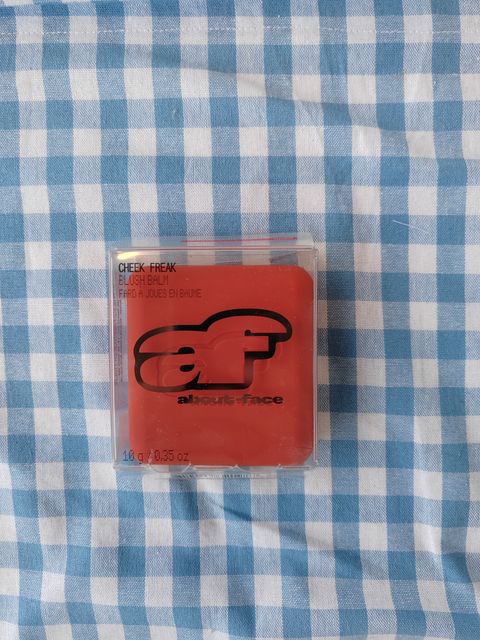 CHEEK FREAK
BLUSH BALM
FARD A JOUES EN BAUME
af
about-face
10 g / 0.35 oz